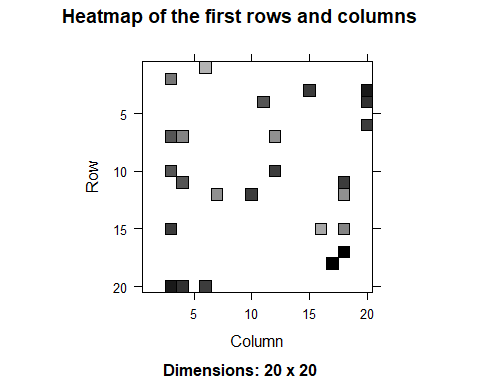 Heatmap of the first rows and columns
Row
5
10
15
20
5 10 15 20
Column
Dimensions: 20 x 20